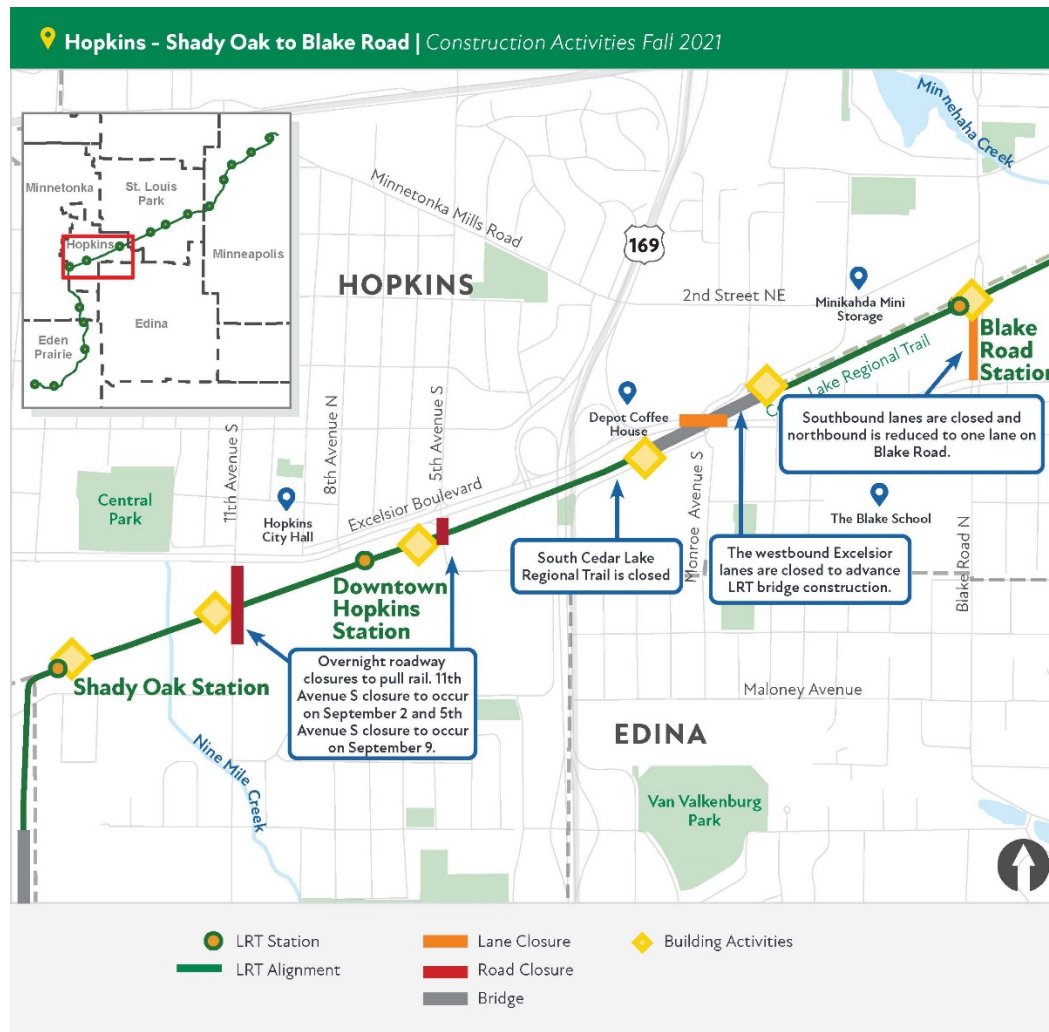 Hopkins - Shady Oak to Blake Road | Construction Activities Fall 2021
Minnetonka
St. Louis
Park
Hopkins
Minneapolis
Edina
Eden
Prairie
Minnehaha Creek
Minnetonka Mills Road
169
HOPKINS
2nd Street NE
Minikahda Mini
Storage
Blake
Road
Station
Lake Regional Trail
Southbound lanes are closed and
northbound is reduced to one lane on
Blake Road.
Depot Coffee
House
11th Avenue S
8th Avenue N
5th Avenue S
Excelsior Boulevard
Central
Park
Hopkins
City Hall
Monroe Avenue S
The Blake School
Blake Road N
South Cedar Lake
Regional Trail is closed
The westbound Excelsior
lanes are closed to advance
LRT bridge construction.
Downtown
Hopkins
Station
Shady Oak Station
Overnight roadway
closures to pull rail. 11th
Avenue S closure to occur
on September 2 and 5th
Avenue S closure to occur
on September 9.
Maloney Avenue
EDINA
Nine Mile Creek
Van Valkenburg
Park
LRT Station
LRT Alignment
Lane Closure
Road Closure
Bridge
Building Activities